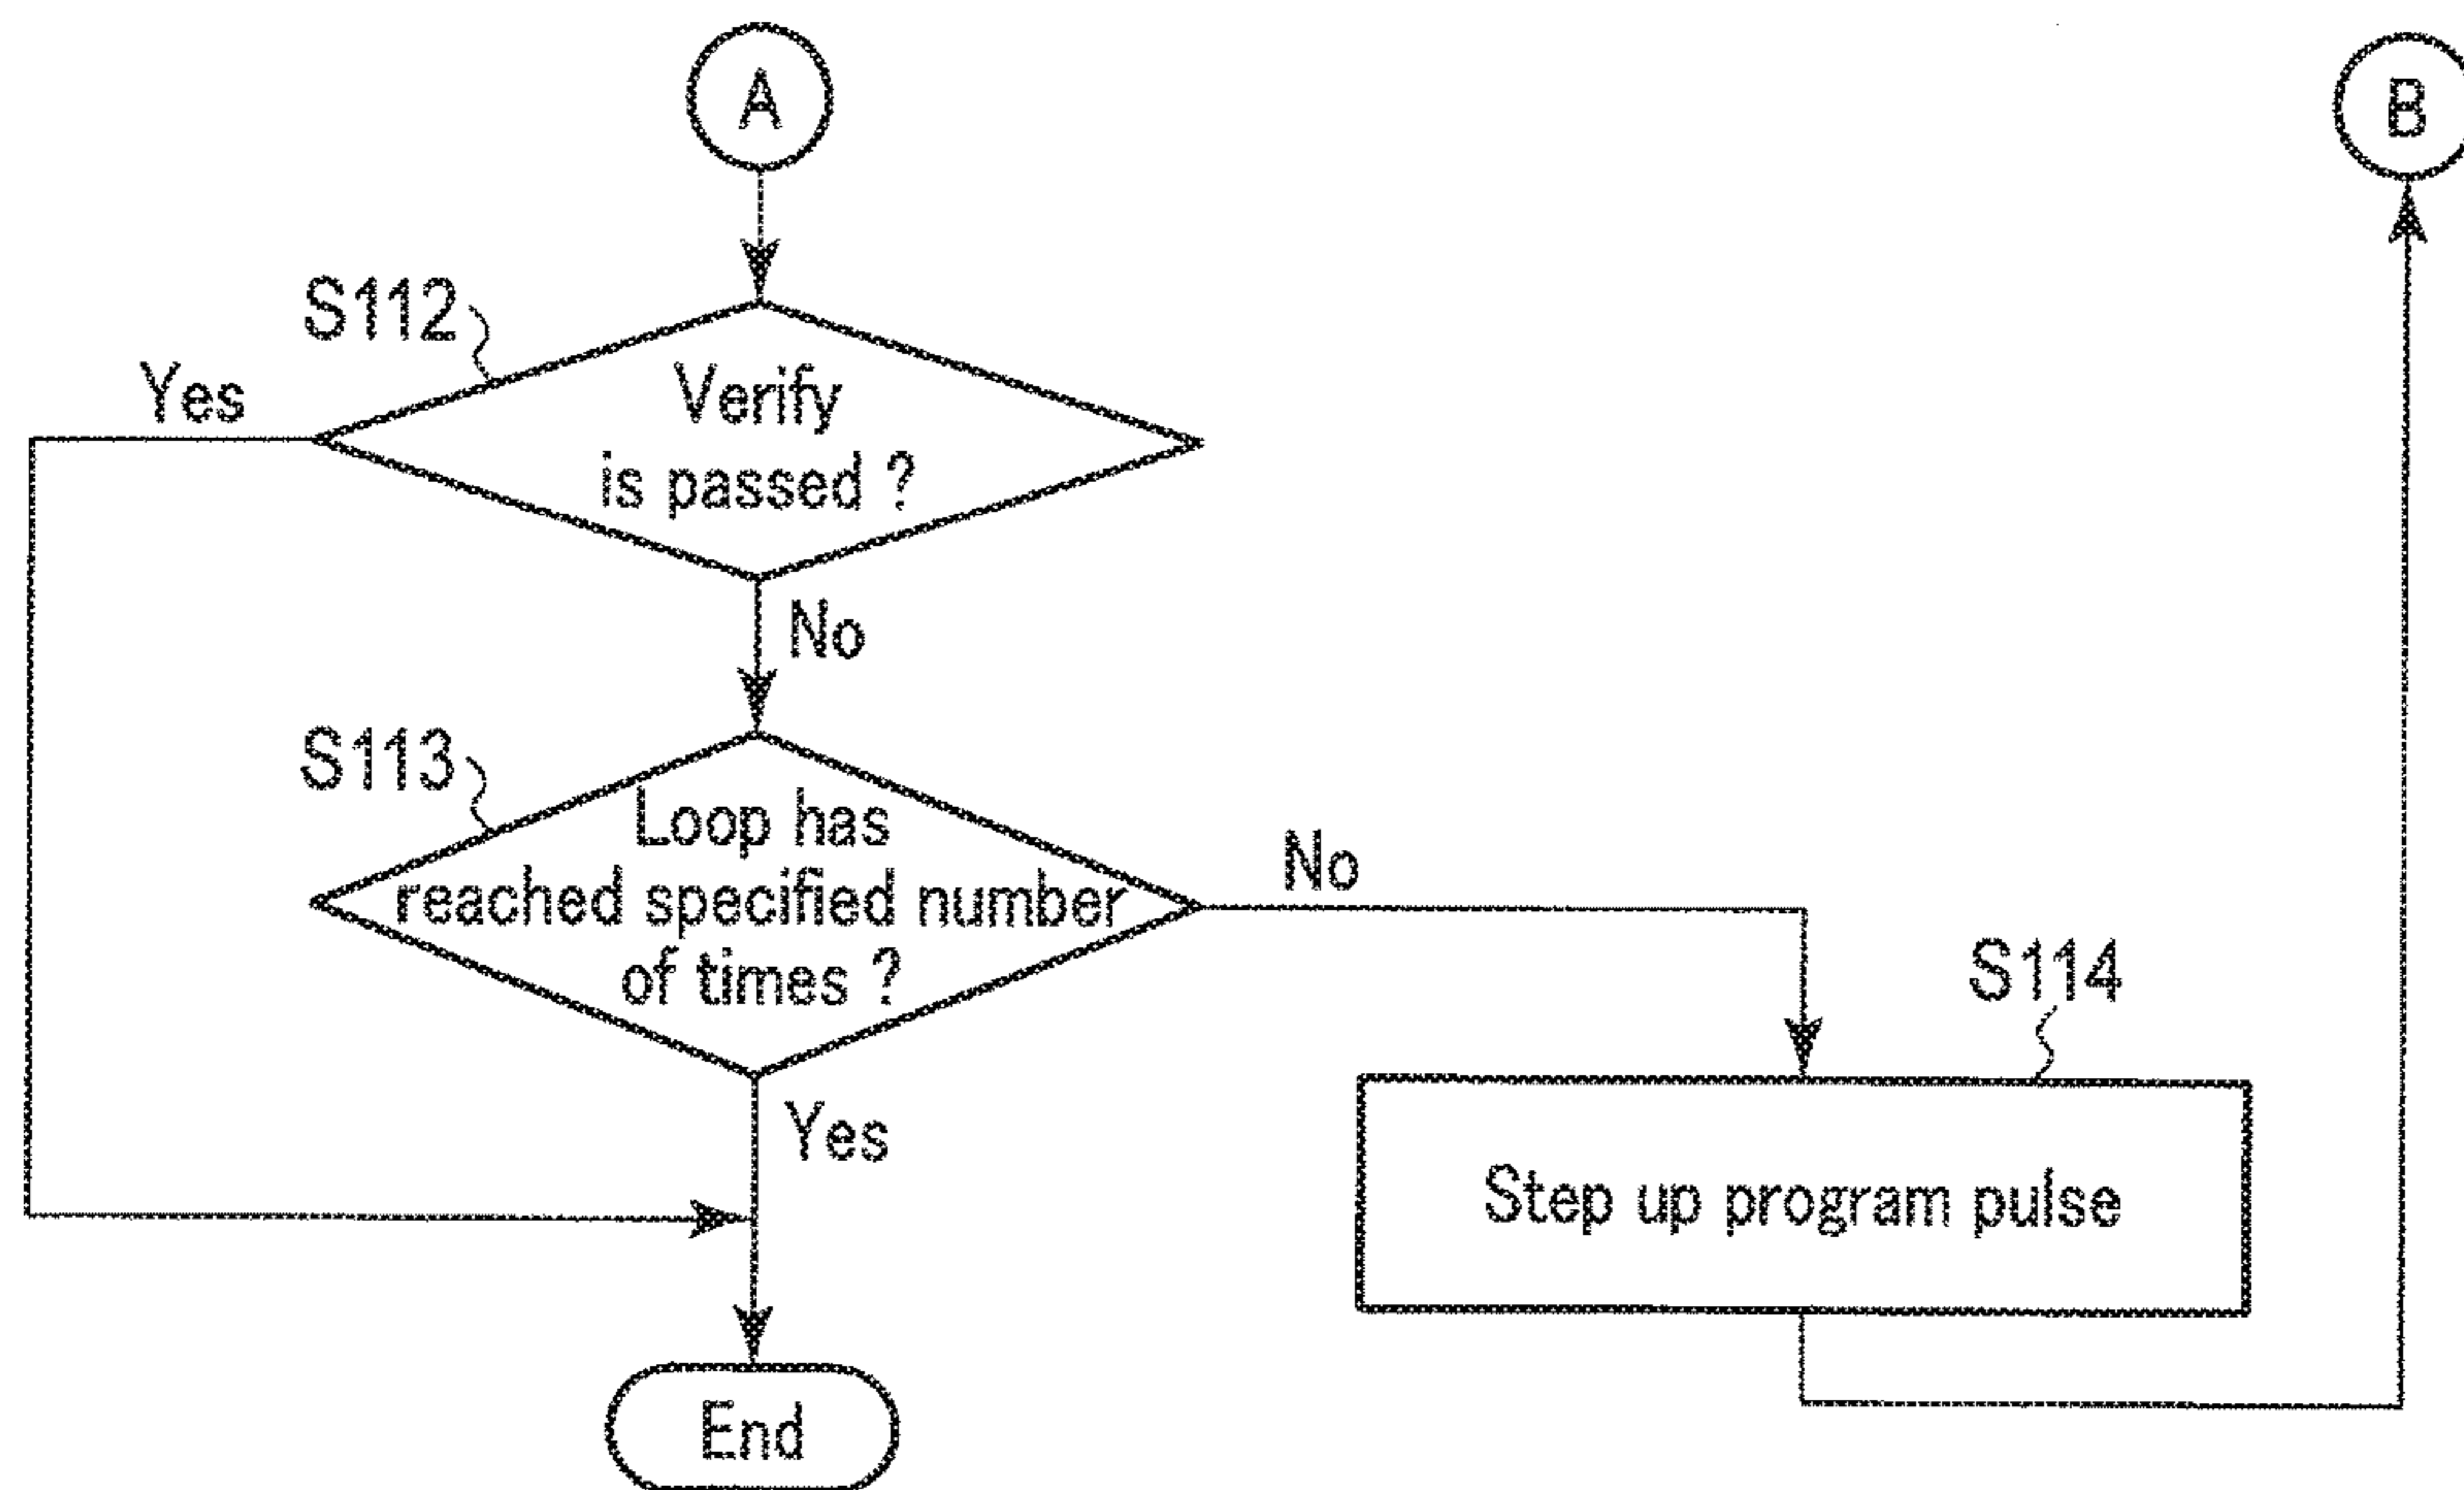 A
B
S112
Yes
Verify
is passed ?
No
S113
Loop has
reached specified number
of times ?
No
S114
Yes
Step up program pulse
End